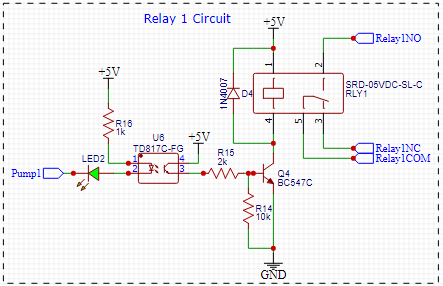 Relay 1 Circuit
+5V
Relay1NO
1
2
1N4007
D4
SRD-05VDC-SL-C
RLY1
+5V
4
5
3
R16
1k
U6
TD817C-FG
+5V
Relay1NC
Relay1COM
LED2
1
4
R15
2k
Q4
BC547C
Pump1
2
3
R14
10k
GND